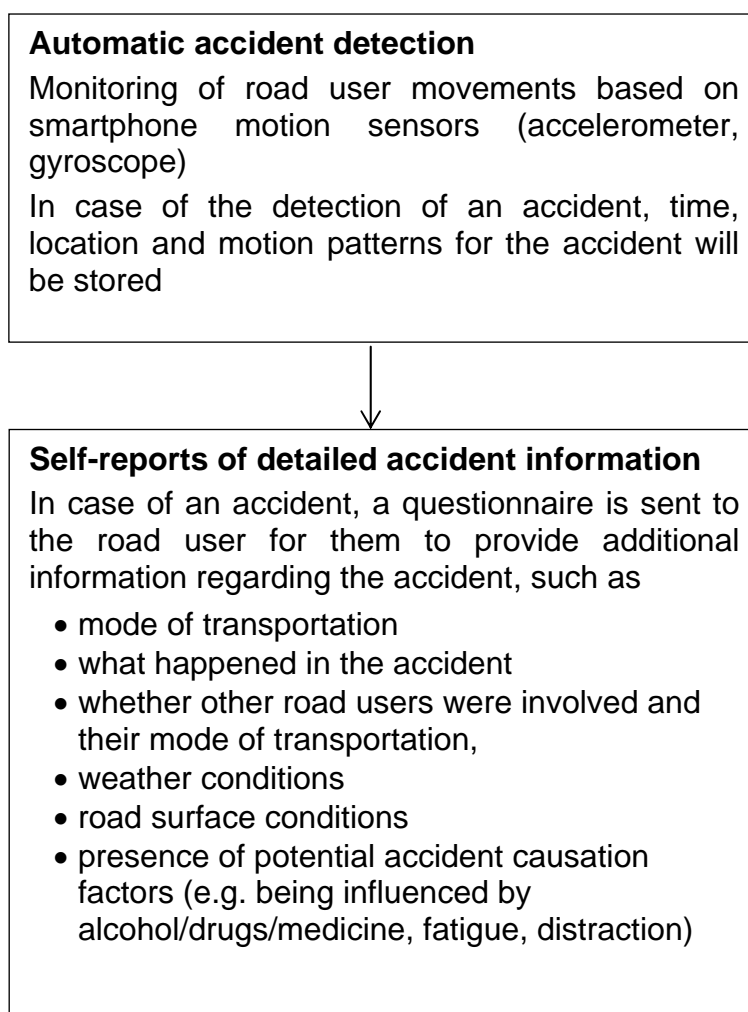 Automatic accident detection
Monitoring of road user movements based on
smartphone motion sensors (accelerometer,
gyroscope)
In case of the detection of an accident, time,
location and motion patterns for the accident will
be stored
Self-reports of detailed accident information
In case of an accident, a questionnaire is sent to
the road user for them to provide additional
information regarding the accident, such as
• mode of transportation
• what happened in the accident
• whether other road users were involved and
their mode of transportation,
• weather conditions
• road surface conditions
• presence of potential accident causation
factors (e.g. being influenced by
alcohol/drugs/medicine, fatigue, distraction)